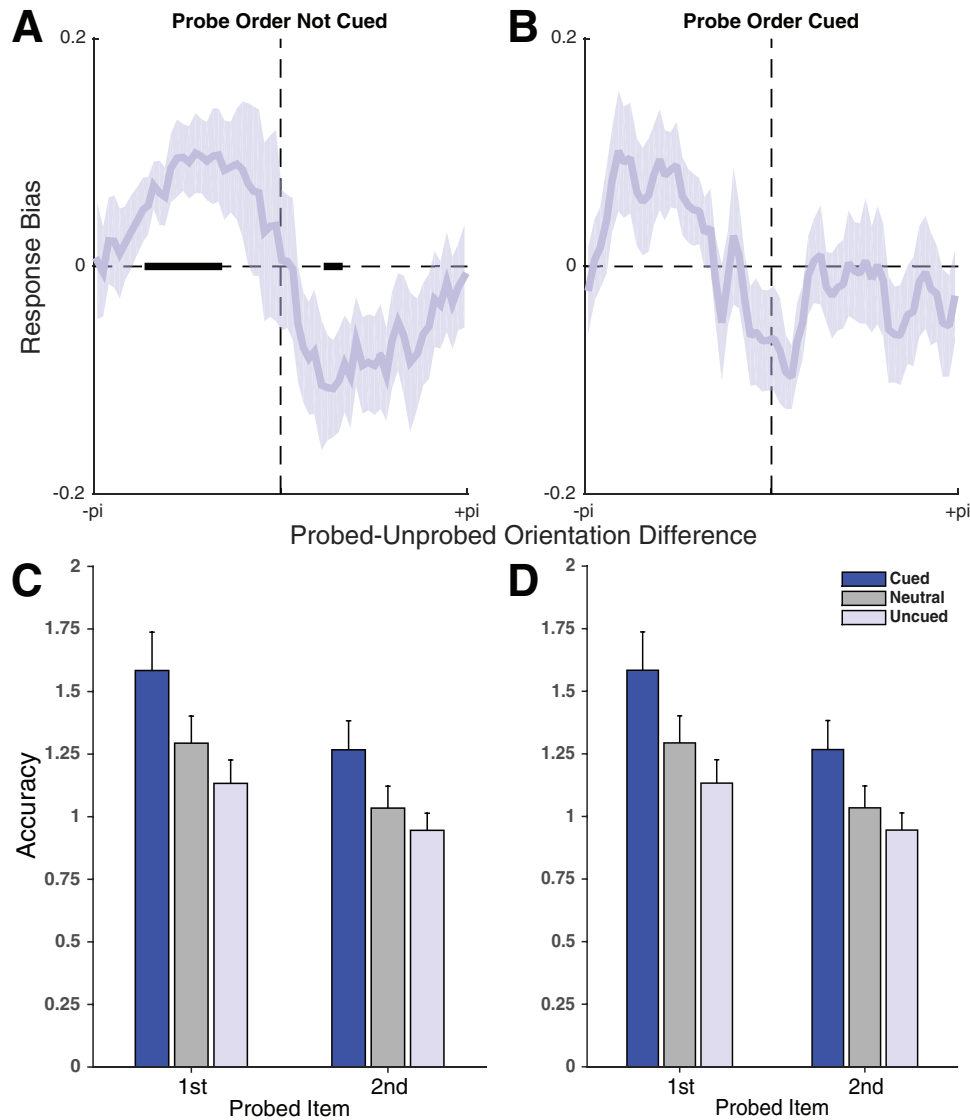 A
Probe Order Not Cued
B
Probe Order Cued
0.2
0
-0.2
Response Bias
-pi
+pi
0.2
0
-0.2
-pi
+pi
Probed-Unprobed Orientation Difference
C
2
1.75
1.5
1.25
1
0.75
0.5
0.25
0
Accuracy
1st
2nd
Probed Item
D
2
1.75
1.5
1.25
1
0.75
0.5
0.25
0
Cued
Neutral
Uncued
1st
2nd
Probed Item